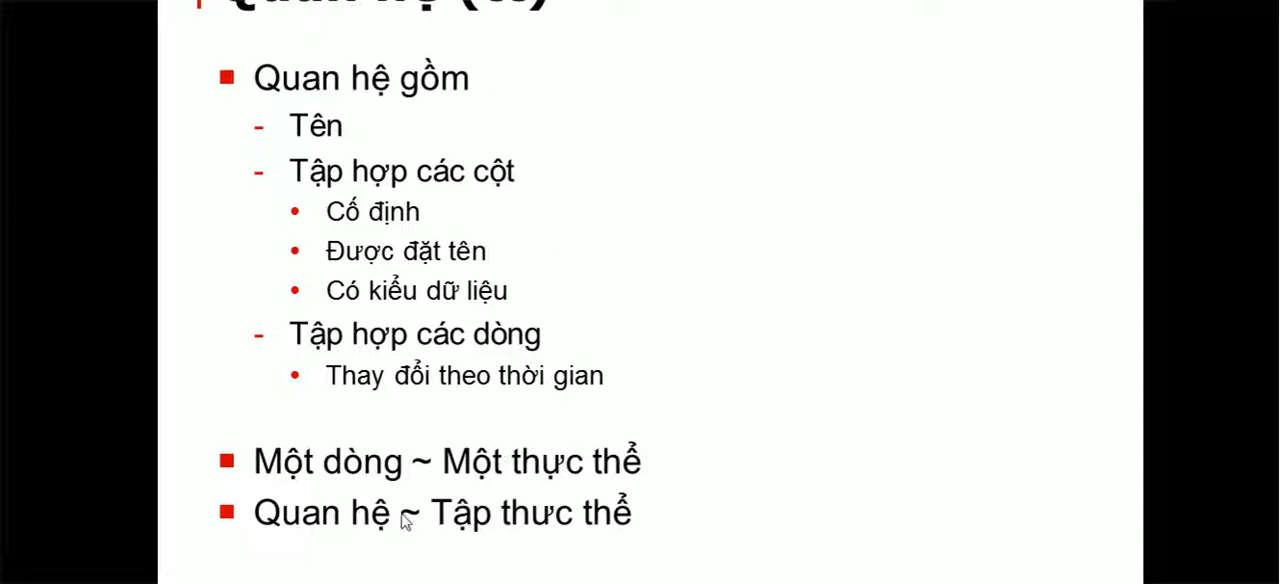 Quan hệ gồm
- Tên
- Tập hợp các cột
• Cố định
• Được đặt tên
• Có kiểu dữ liệu
- Tập hợp các dòng
• Thay đổi theo thời gian
Một dòng ~ Một thực thể
Quan hệ ~ Tập thưc thể